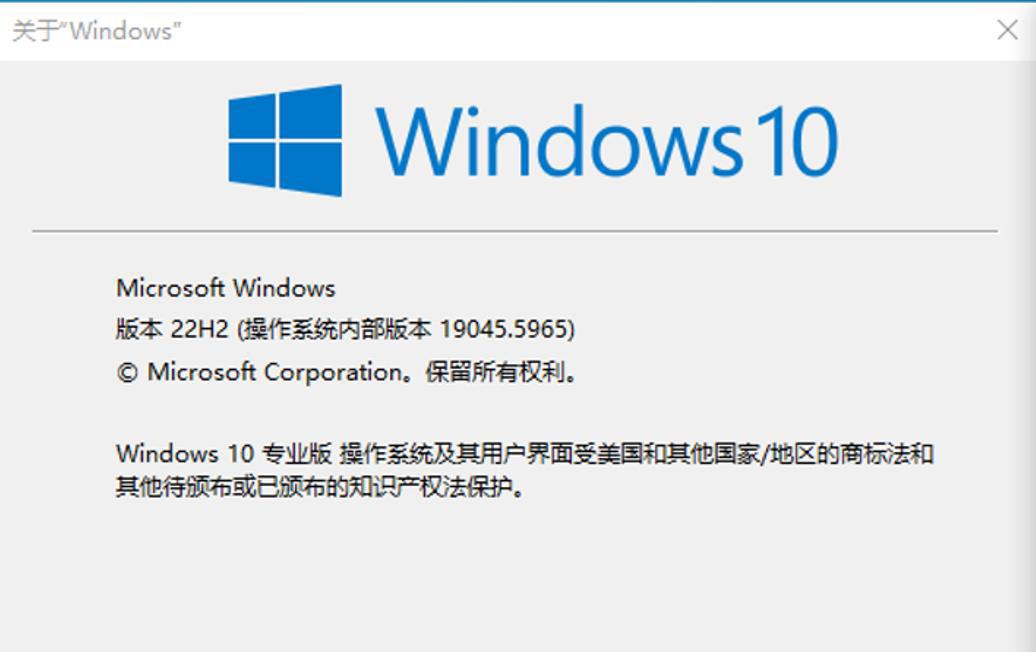 关于“Windows”
Windows 10
Microsoft Windows
版本 22H2 (操作系统内部版本 19045.5965)
© Microsoft Corporation。保留所有权利。
Windows 10 专业版 操作系统及其用户界面受美国和其他国家/地区的商标法和
其他待颁布或已颁布的知识产权法保护。